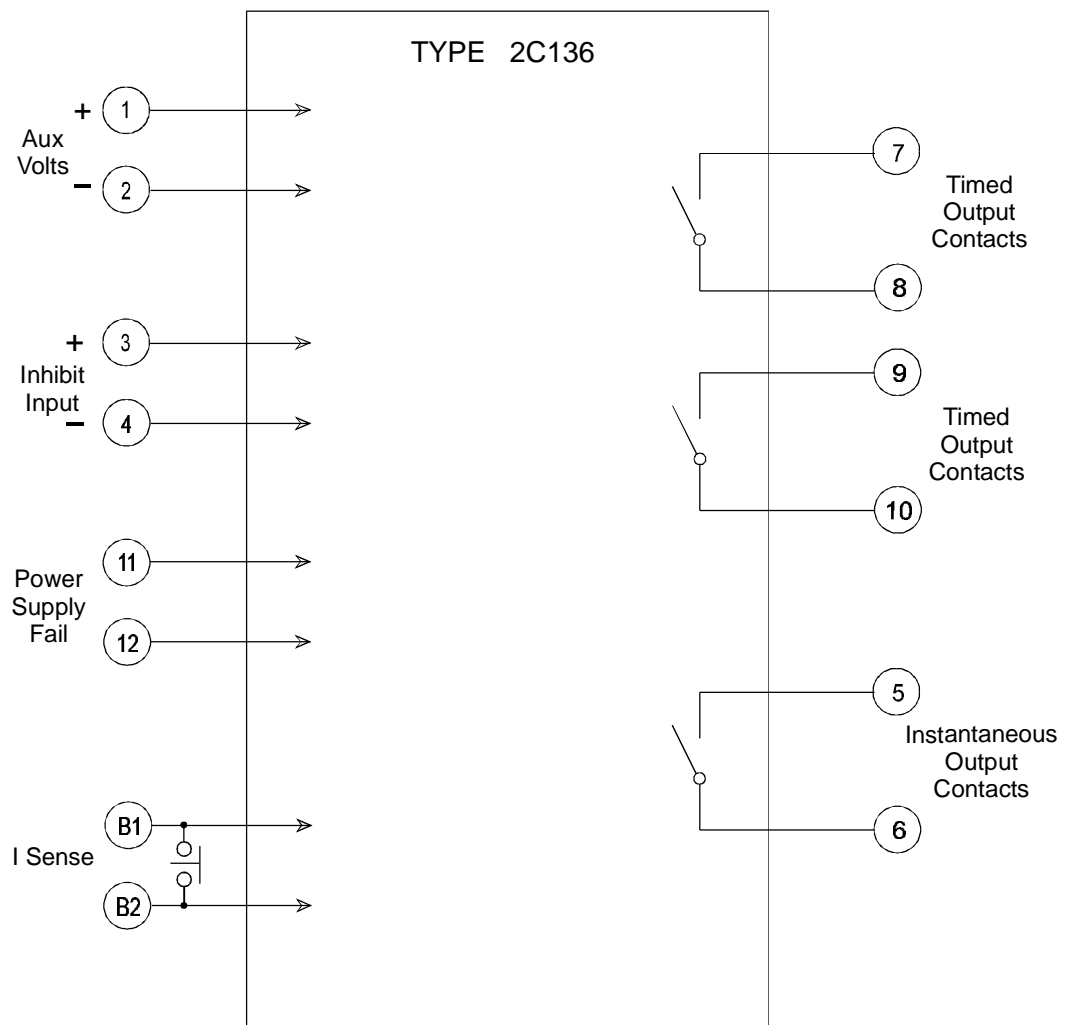 TYPE 2C136
+ 1
Aux
Volts
− 2
+ 3
Inhibit
Input
− 4
11
Power
Supply
Fail
12
B1
I Sense
B2
7
Timed
Output
Contacts
8
9
Timed
Output
Contacts
10
5
Instantaneous
Output
Contacts
6